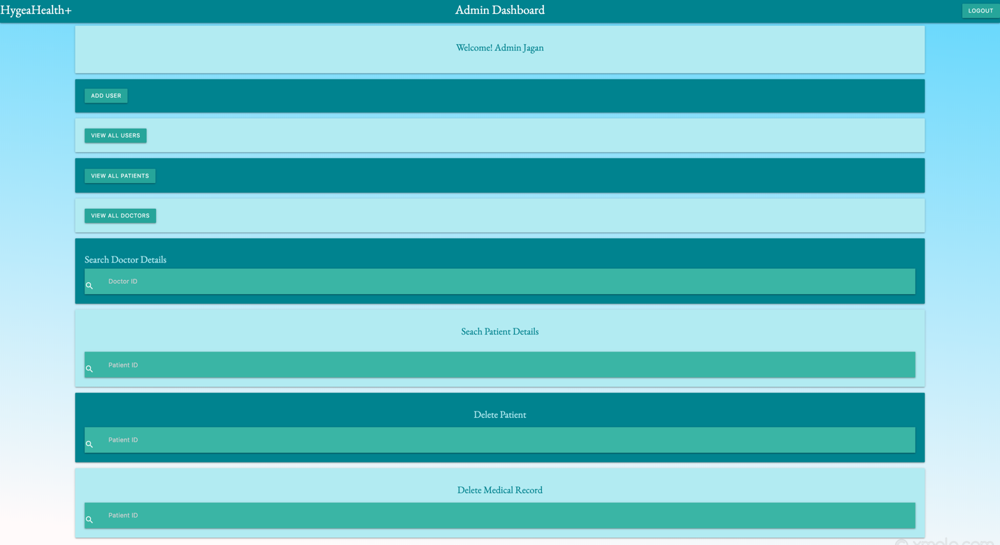 HygeaHealth+
Admin Dashboard
LOGOUT
Welcome! Admin Jagan
ADD USER
VIEW ALL USERS
VIEW ALL PATIENTS
VIEW ALL DOCTORS
Search Doctor Details
Doctor ID
Seach Patient Details
Patient ID
Delete Patient
Patient ID
Delete Medical Record
Patient ID